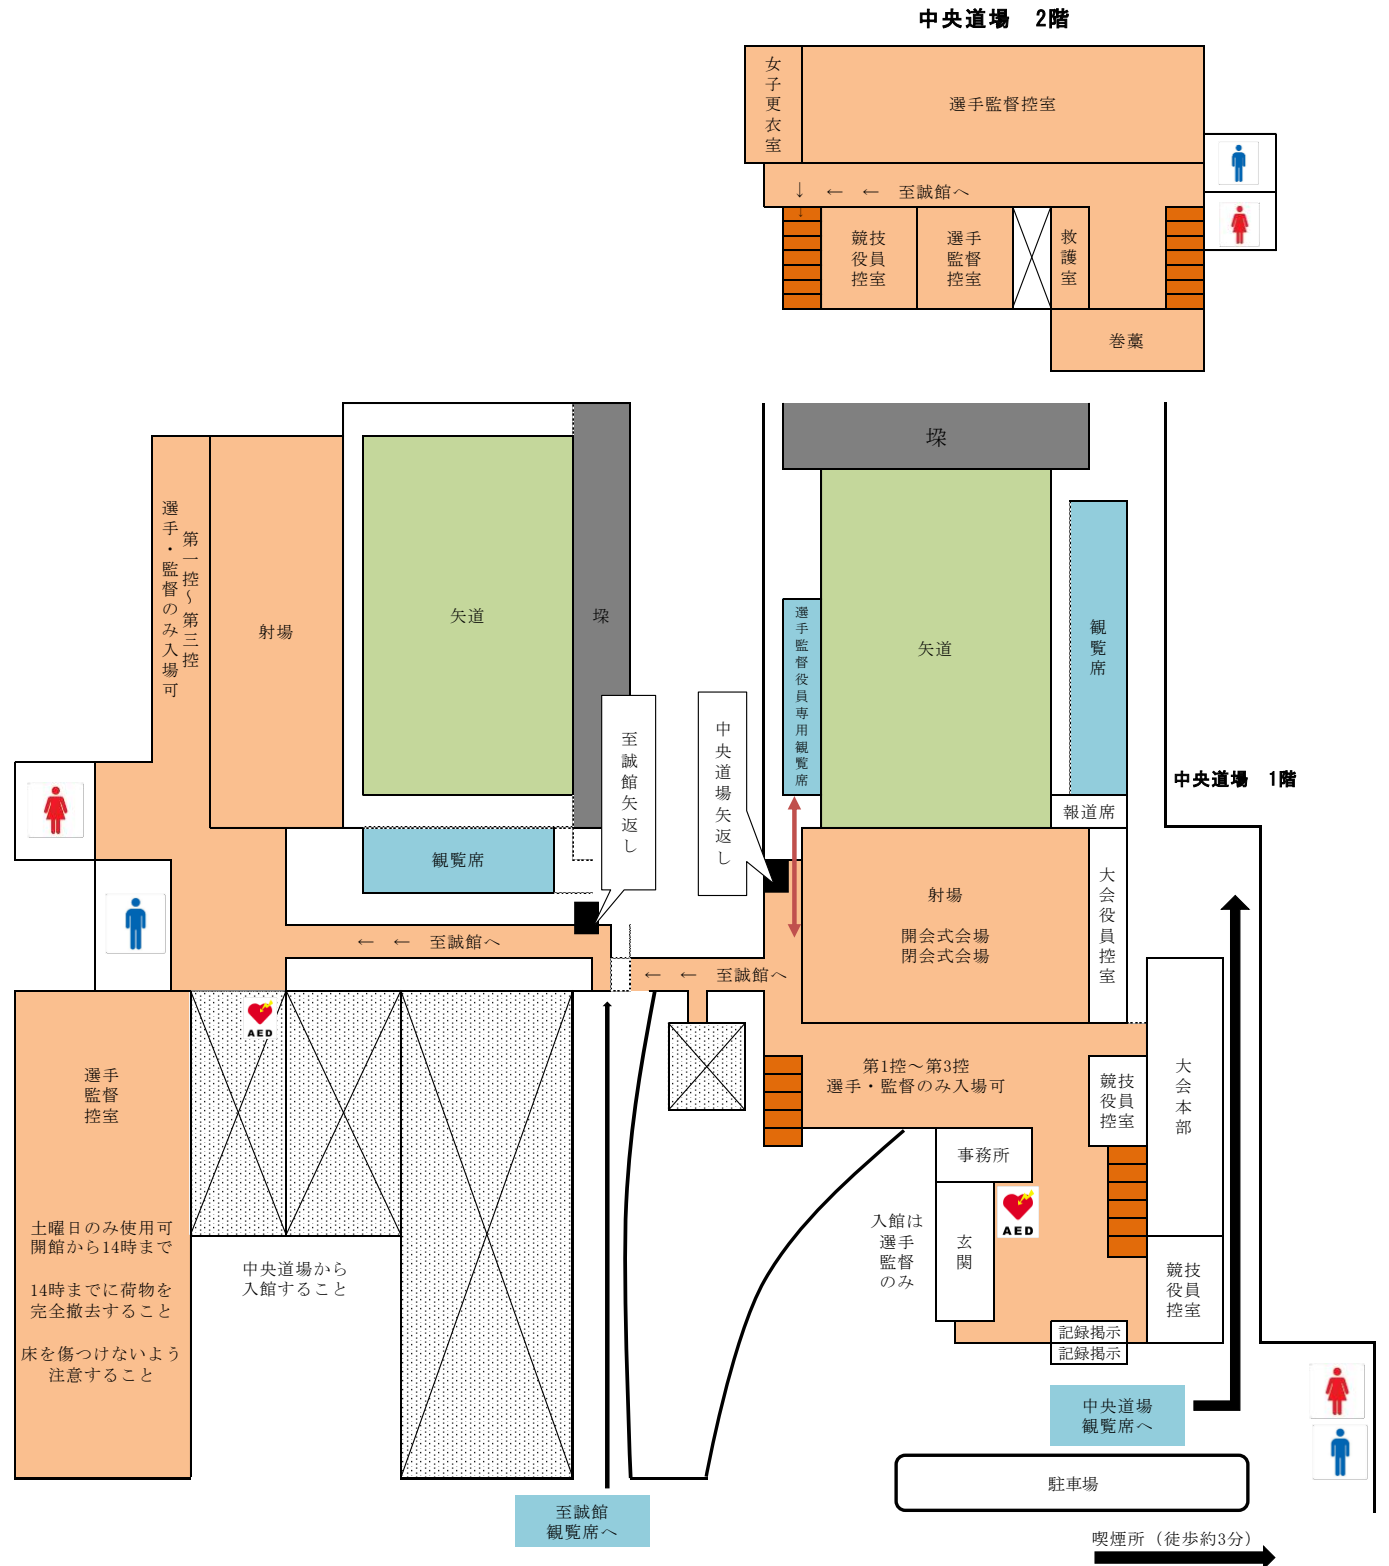 中央道場　2階
女子更衣室
選手監督控室
↓ ← ← 至誠館へ
↓
競技
役員
控室
選手
監督
控室
救護室
巻藁
垜
選手・監督のみ入場可
第一控～第三控
射場
矢道
垜
選手監督役員専用観覧席
矢道
観覧席
至誠館矢返し
中央道場矢返し
中央道場　1階
報道席
観覧席
射場
開会式会場
閉会式会場
大会役員控室
← ← 至誠館へ
← ← 至誠館へ
AED
選手
監督
控室
第1控～第3控
選手・監督のみ入場可
競技
役員
控室
大会本部
事務所
AED
入館は
選手
監督
のみ
玄関
土曜日のみ使用可
開館から14時まで
14時までに荷物を
完全撤去すること
床を傷つけないよう
注意すること
中央道場から
入館すること
競技
役員
控室
記録掲示
記録掲示
中央道場
観覧席へ
駐車場
至誠館
観覧席へ
喫煙所（徒歩約3分）